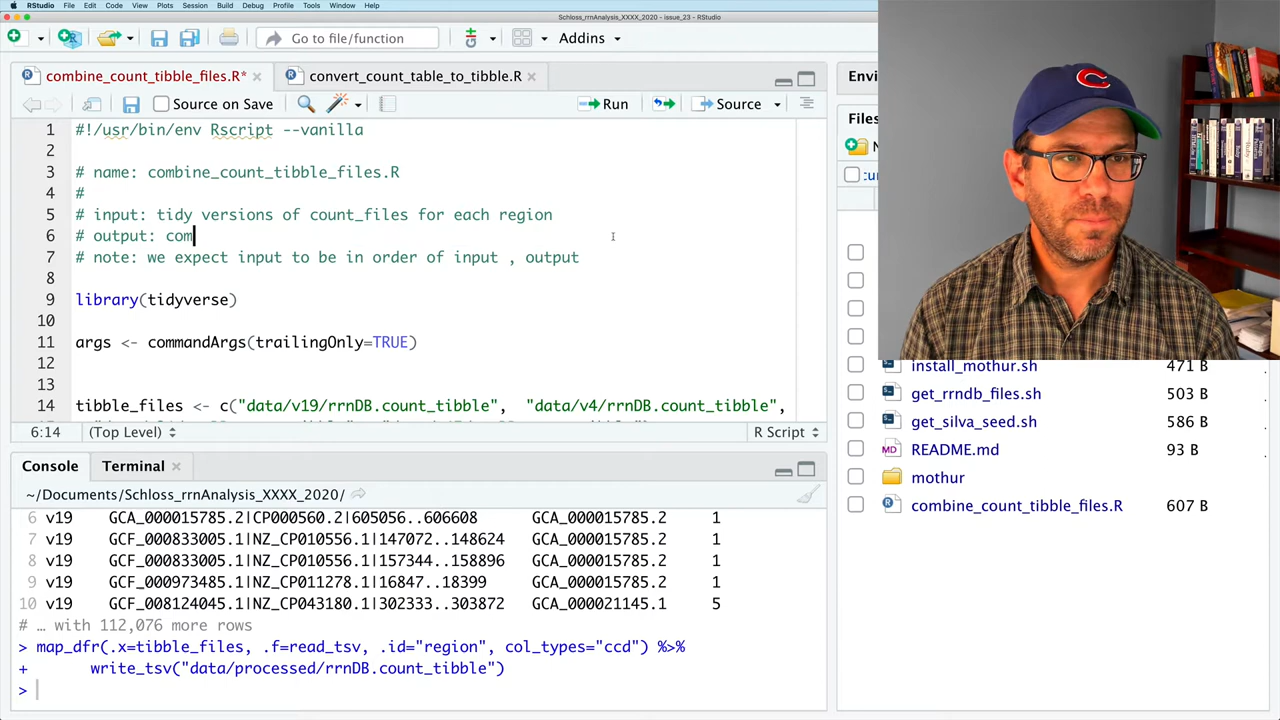 RStudio File Edit Code View Plots Session Build Debug Profile Tools Window Help
Schloss_rrnAnalysis_XXXX_2020 - issue_23 - RStudio
Go to file/function Addins
combine_count_tibble_files.R* convert_count_table_to_tibble.R
Source on Save Run Source
1 #!/usr/bin/env Rscript --vanilla
2
3 # name: combine_count_tibble_files.R
4 #
5 # input: tidy versions of count_files for each region
6 # output: com
7 # note: we expect input to be in order of input , output
8
9 library(tidyverse)
10
11 args <- commandArgs(trailingOnly=TRUE)
12
13
14 tibble_files <- c("data/v19/rrnDB.count_tibble", "data/v4/rrnDB.count_tibble",
6:14 (Top Level) R Script
Console Terminal
~/Documents/Schloss_rrnAnalysis_XXXX_2020/
6 v19 GCA_000015785.2|CP000560.2|605056..606608 GCA_000015785.2 1
7 v19 GCF_000833005.1|NZ_CP010556.1|147072..148624 GCA_000015785.2 1
8 v19 GCF_000833005.1|NZ_CP010556.1|157344..158896 GCA_000015785.2 1
9 v19 GCF_000973485.1|NZ_CP011278.1|16847..18399 GCA_000015785.2 1
10 v19 GCF_008124045.1|NZ_CP043180.1|302333..303872 GCA_000021145.1 5
# … with 112,076 more rows
> map_dfr(.x=tibble_files, .f=read_tsv, .id="region", col_types="ccd") %>%
+ write_tsv("data/processed/rrnDB.count_tibble")
>
Envi
Files
N
cur
install_mothur.sh 471 B
get_rrndb_files.sh 503 B
get_silva_seed.sh 586 B
README.md 93 B
mothur
combine_count_tibble_files.R 607 B